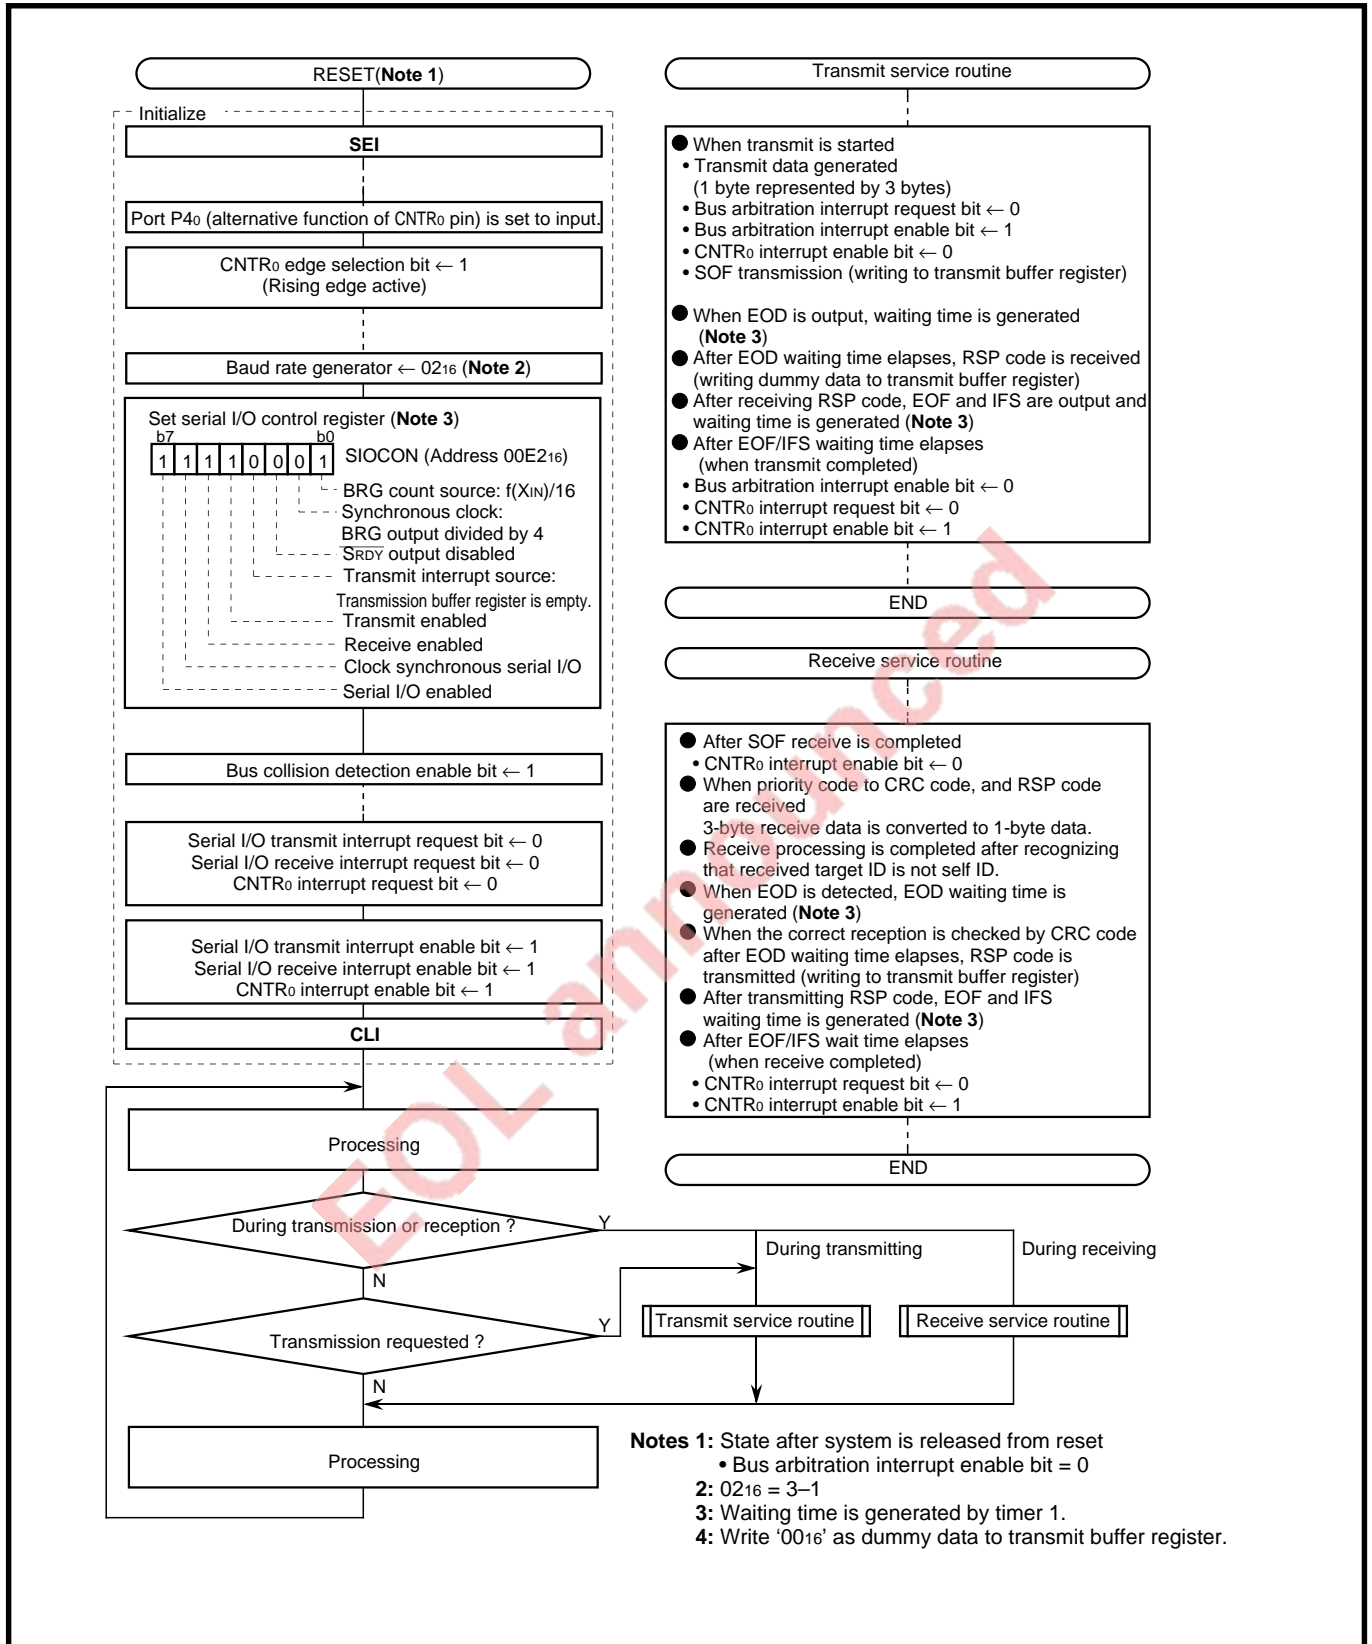 RESET(Note 1)
Initialize
SEI
Port P40 (alternative function of CNTR0 pin) is set to input.
CNTR0 edge selection bit ← 1
(Rising edge active)
Baud rate generator ← 0216 (Note 2)
Set serial I/O control register (Note 3)
b7 b0
1 1 1 1 0 0 0 1 SIOCON (Address 00E216)
BRG count source: f(XIN)/16
Synchronous clock:
BRG output divided by 4
SRDY output disabled
Transmit interrupt source:
Transmission buffer register is empty.
Transmit enabled
Receive enabled
Clock synchronous serial I/O
Serial I/O enabled
Bus collision detection enable bit ← 1
Serial I/O transmit interrupt request bit ← 0
Serial I/O receive interrupt request bit ← 0
CNTR0 interrupt request bit ← 0
Serial I/O transmit interrupt enable bit ← 1
Serial I/O receive interrupt enable bit ← 1
CNTR0 interrupt enable bit ← 1
CLI
Processing
During transmission or reception ?
Y
N
Transmission requested ?
Y
N
Processing
Transmit service routine
● When transmit is started
• Transmit data generated
(1 byte represented by 3 bytes)
• Bus arbitration interrupt request bit ← 0
• Bus arbitration interrupt enable bit ← 1
• CNTR0 interrupt enable bit ← 0
• SOF transmission (writing to transmit buffer register)
● When EOD is output, waiting time is generated
(Note 3)
● After EOD waiting time elapses, RSP code is received
(writing dummy data to transmit buffer register)
● After receiving RSP code, EOF and IFS are output and
waiting time is generated (Note 3)
● After EOF/IFS waiting time elapses
(when transmit completed)
• Bus arbitration interrupt enable bit ← 0
• CNTR0 interrupt request bit ← 0
• CNTR0 interrupt enable bit ← 1
END
Receive service routine
● After SOF receive is completed
• CNTR0 interrupt enable bit ← 0
● When priority code to CRC code, and RSP code
are received
3-byte receive data is converted to 1-byte data.
● Receive processing is completed after recognizing
that received target ID is not self ID.
● When EOD is detected, EOD waiting time is
generated (Note 3)
● When the correct reception is checked by CRC code
after EOD waiting time elapses, RSP code is
transmitted (writing to transmit buffer register)
● After transmitting RSP code, EOF and IFS
waiting time is generated (Note 3)
● After EOF/IFS wait time elapses
(when receive completed)
• CNTR0 interrupt request bit ← 0
• CNTR0 interrupt enable bit ← 1
END
During transmitting
During receiving
Transmit service routine
Receive service routine
Notes 1: State after system is released from reset
• Bus arbitration interrupt enable bit = 0
2: 0216 = 3–1
3: Waiting time is generated by timer 1.
4: Write ‘0016’ as dummy data to transmit buffer register.
EOL announced